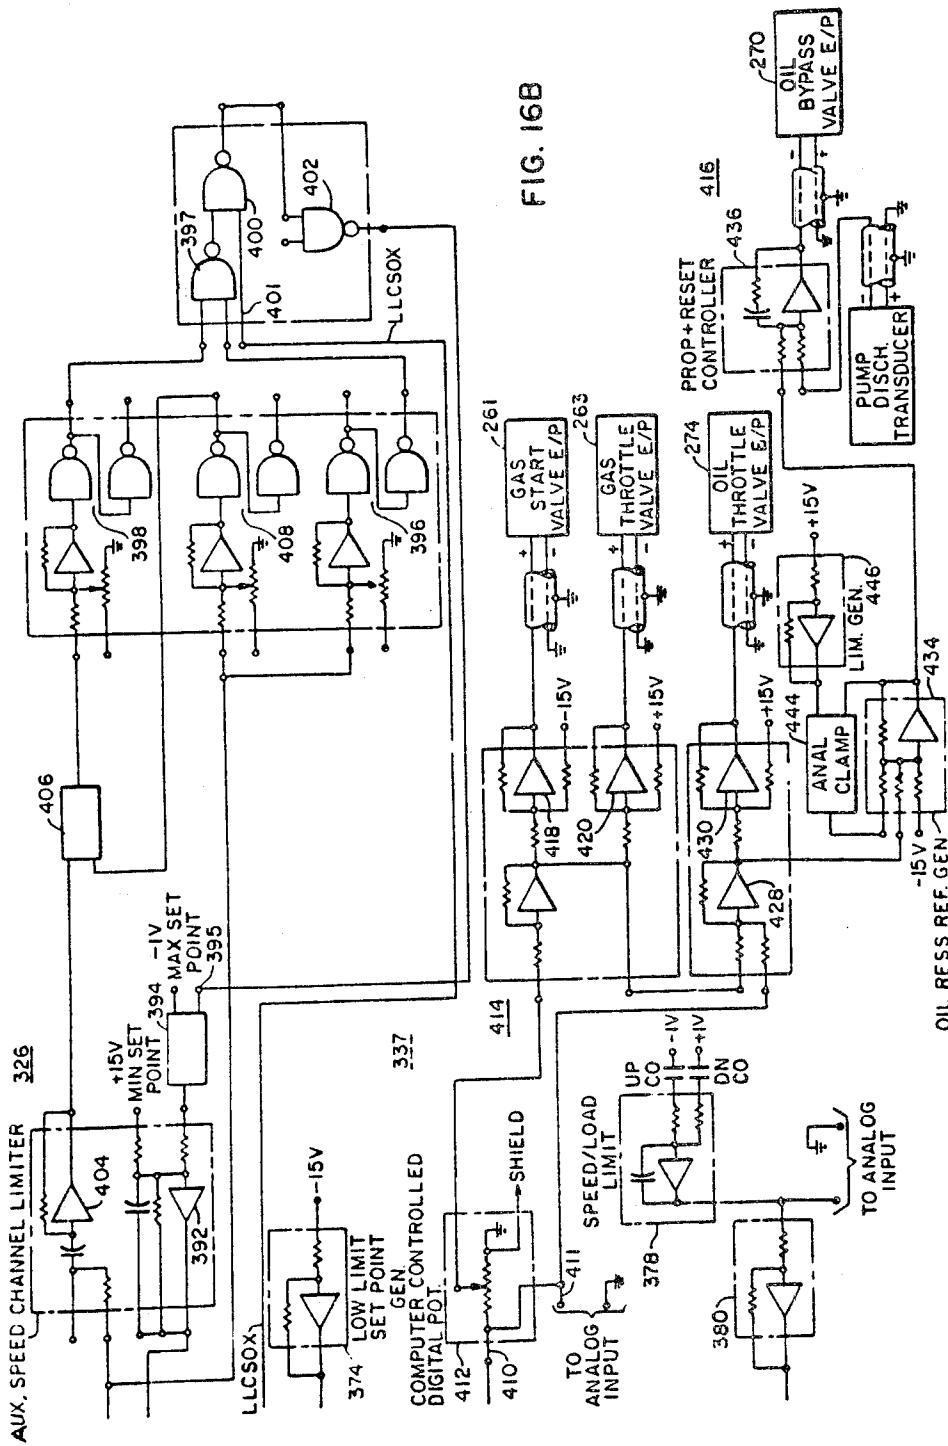 FIG. 16B
AUX. SPEED CHANNEL LIMITER
326
404
392
+15V
MIN SET
POINT
394
-1V
MAX SET
POINT
395
406
398
408
396
397
400
401
402
LLCSOX
LLCSOX
-15V
LOW LIMIT
SET POINT
GEN.
374
337
COMPUTER CONTROLLED
DIGITAL POT.
412
410
SHIELD
411
TO
ANALOG
INPUT
414
418
-15V
420
+15V
GAS
START
VALVE E/P
261
GAS
THROTTLE
VALVE E/P
263
+
-
+
-
428
430
+15V
OIL
THROTTLE
VALVE E/P
274
+
-
SPEED/LOAD
LIMIT
378
UP
CO
-1V
DN
CO
+1V
380
TO ANALOG
INPUT
444
ANAL
CLAMP
LIM. GEN.
446
+15V
434
-15V
OIL PRESS REF. GEN
PROP+RESET
CONTROLLER
436
416
PUMP
DISCH.
TRANSDUCER
-
+
OIL
BYPASS
VALVE E/P
270
-
+